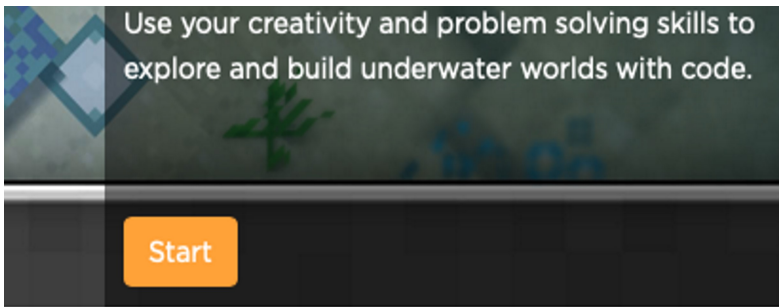 Use your creativity and problem solving skills to
explore and build underwater worlds with code.
Start